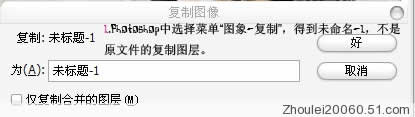 复制图像
复制: 未标题-1
1.Photoshop中选择菜单“图象-复制”,得到未命名-1,不是
原文件的复制图层。
好
为(A): 未标题-1
取消
仅复制合并的图层(M)
Zhoulei20060.51.com